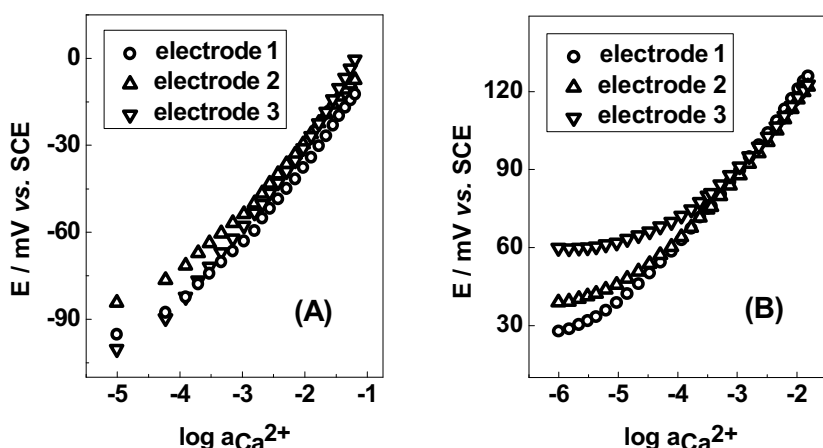 0
-30
-60
-90
E / mV vs. SCE
electrode 1
electrode 2
electrode 3
(A)
-5 -4 -3 -2 -1
log aCa2+
120
90
60
30
E / mV vs. SCE
electrode 1
electrode 2
electrode 3
(B)
-6 -5 -4 -3 -2
log aCa2+